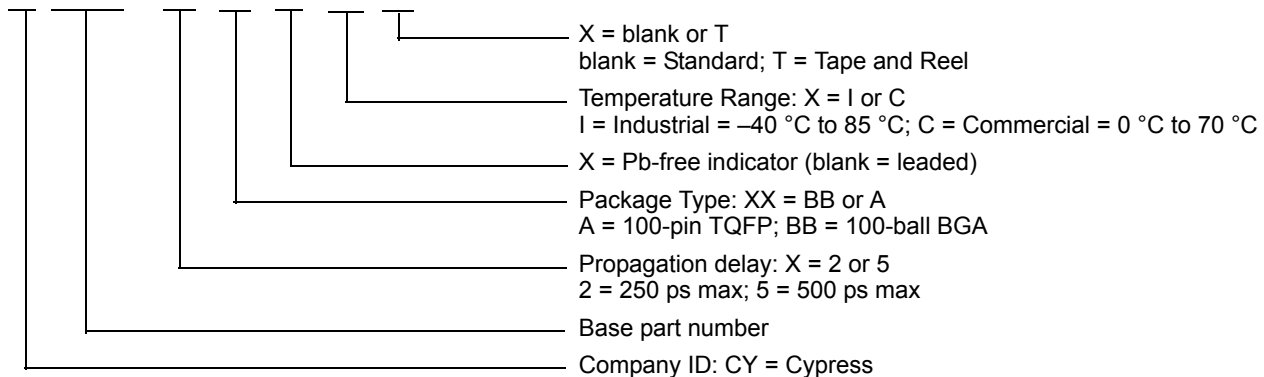 X = blank or T
blank = Standard; T = Tape and Reel
Temperature Range: X = I or C
I = Industrial = –40 °C to 85 °C; C = Commercial = 0 °C to 70 °C
X = Pb-free indicator (blank = leaded)
Package Type: XX = BB or A
A = 100-pin TQFP; BB = 100-ball BGA
Propagation delay: X = 2 or 5
2 = 250 ps max; 5 = 500 ps max
Base part number
Company ID: CY = Cypress